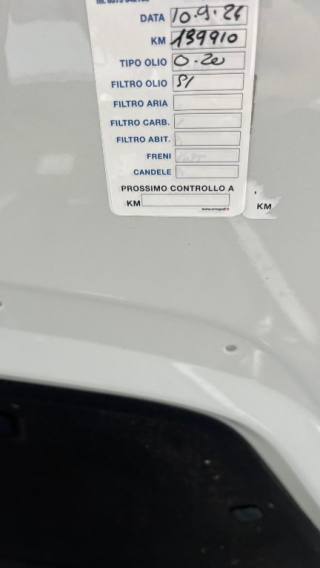 DATA 10.9.24
KM 139910
TIPO OLIO 0-20
FILTRO OLIO SI
FILTRO ARIA
FILTRO CARB.
FILTRO ABIT.
FRENI
CANDELE
PROSSIMO CONTROLLO A
KM
KM